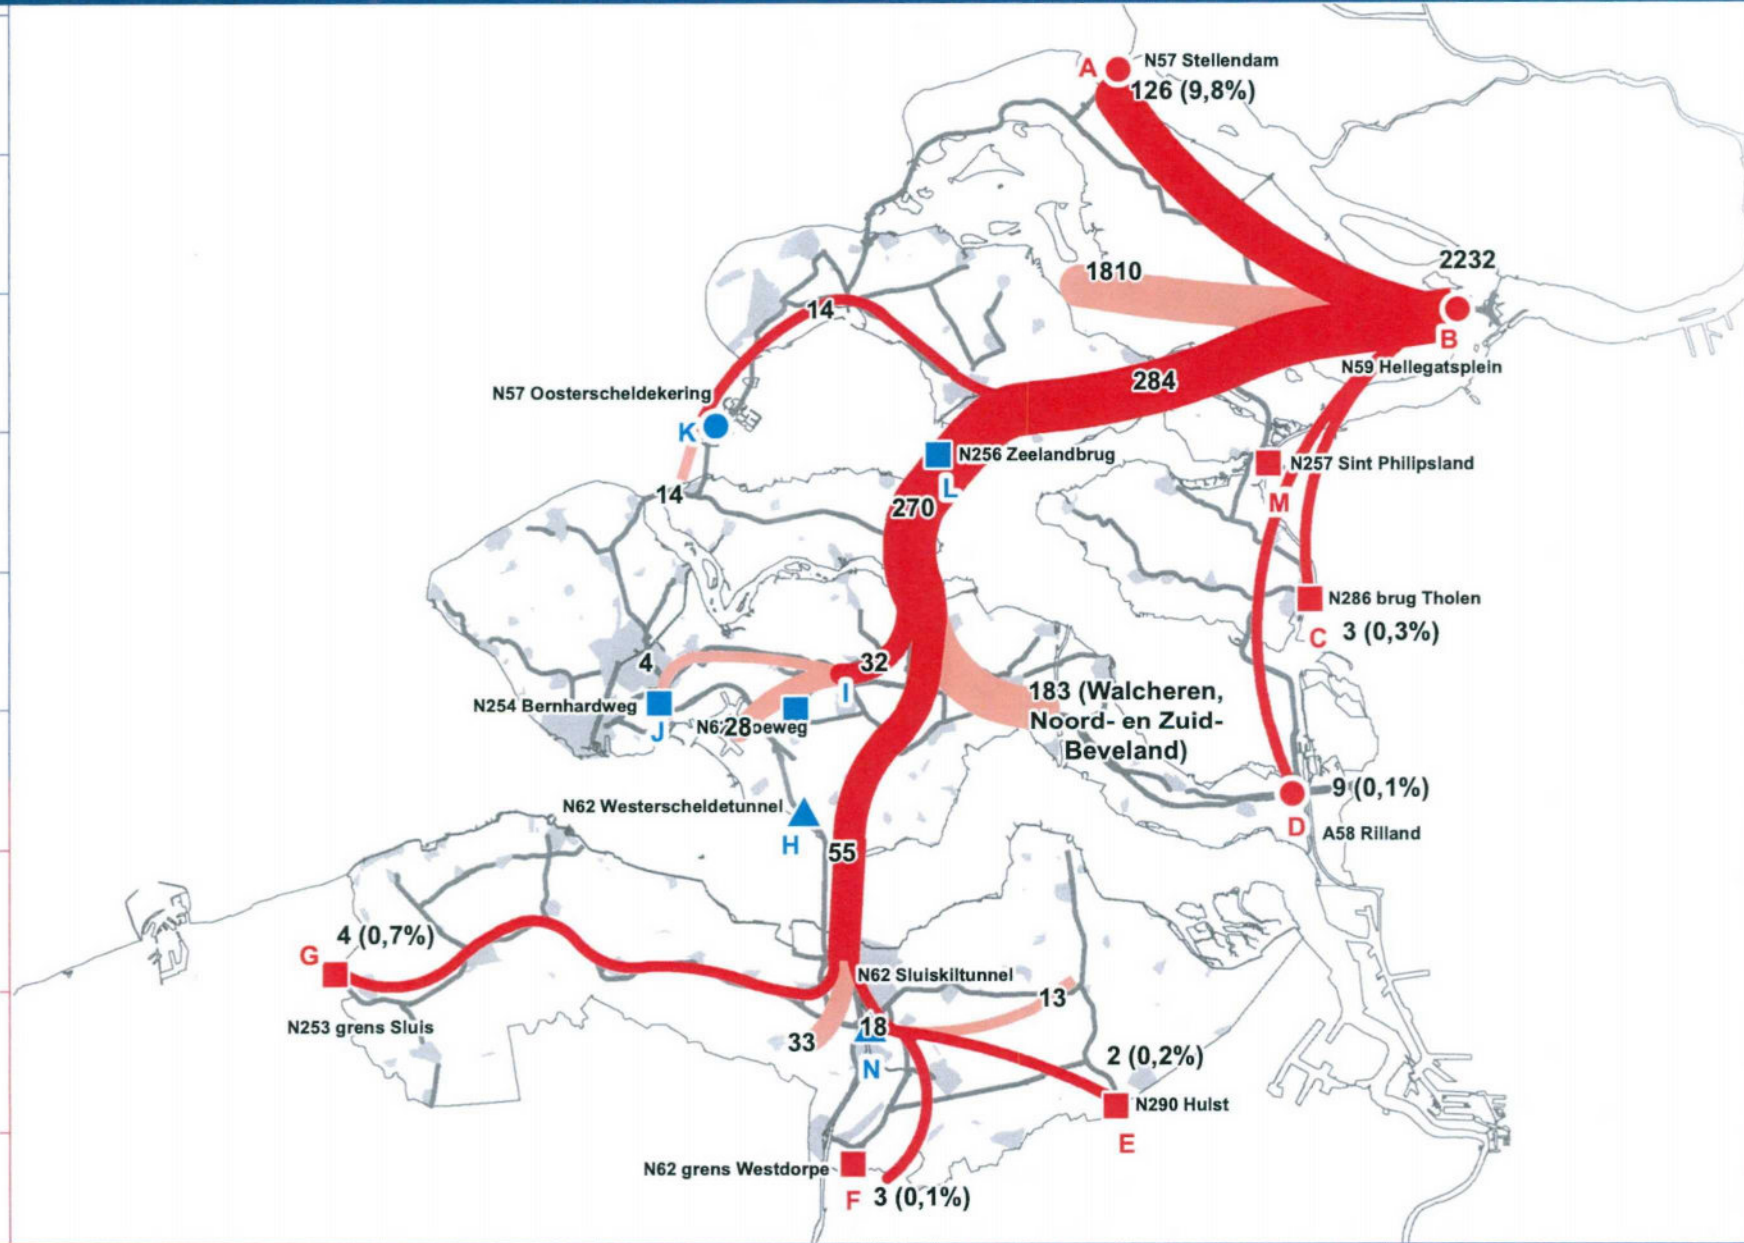 A
N57 Stellendam
126 (9,8%)
2232
1810
B
N59 Hellegatsplein
14
284
N57 Oosterscheldekering
K
N256 Zeelandbrug
N257 Sint Philipsland
L
14
270
M
N286 brug Tholen
C
3 (0,3%)
4
32
I
183 (Walcheren,
Noord- en Zuid-
Beveland)
N254 Bernhardweg
J
28
9 (0,1%)
N62 Westerscheldetunnel
H
D
A58 Rilland
55
4 (0,7%)
G
N62 Sluiskiltunnel
13
N253 grens Sluis
18
33
2 (0,2%)
N
N290 Hulst
E
N62 grens Westdorpe
F
3 (0,1%)